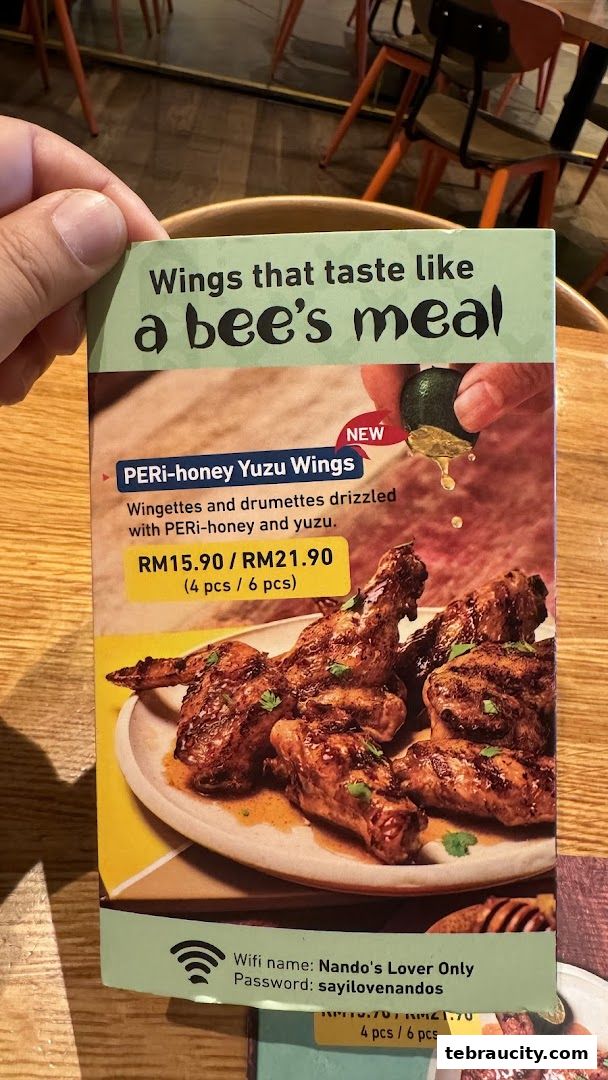 Wings that taste like
a bee's meal
NEW
PERi-honey Yuzu Wings
Wingettes and drumettes drizzled
with PERi-honey and yuzu.
RM15.90 / RM21.90
(4 pcs / 6 pcs)
Wifi name: Nando's Lover Only
Password: sayilovenandos
4 pcs / 6 pcs
tebraucity.com